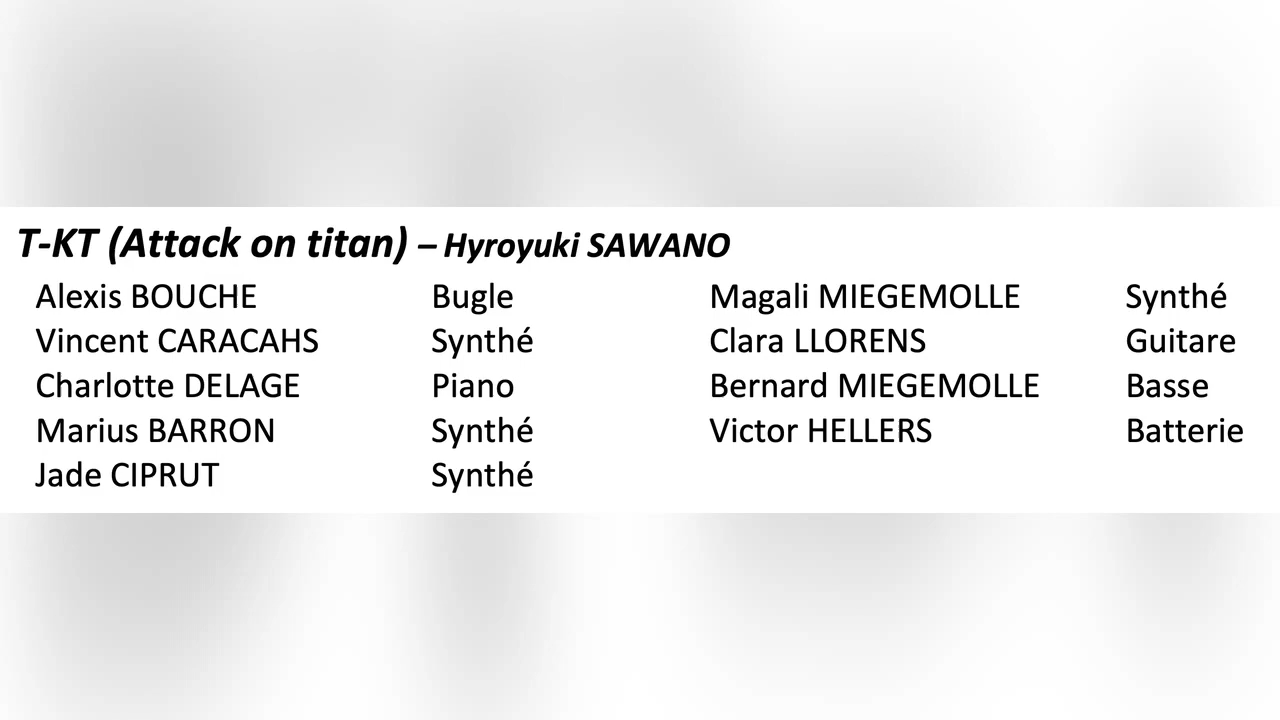 T-KT (Attack on titan) – Hyroyuki SAWANO
Alexis BOUCHE Bugle Magali MIEGEMOLLE Synthé
Vincent CARACAHS Synthé Clara LLORENS Guitare
Charlotte DELAGE Piano Bernard MIEGEMOLLE Basse
Marius BARRON Synthé Victor HELLERS Batterie
Jade CIPRUT Synthé